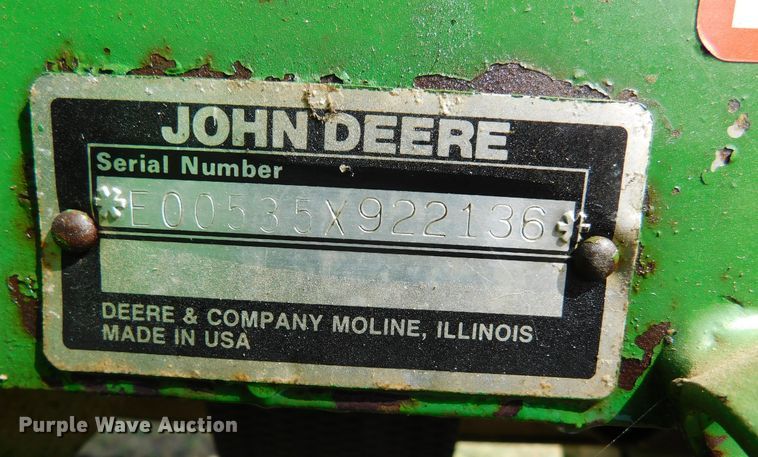 JOHN DEERE
Serial Number
*E00535X922136*
DEERE & COMPANY MOLINE, ILLINOIS
MADE IN USA
Purple Wave Auction